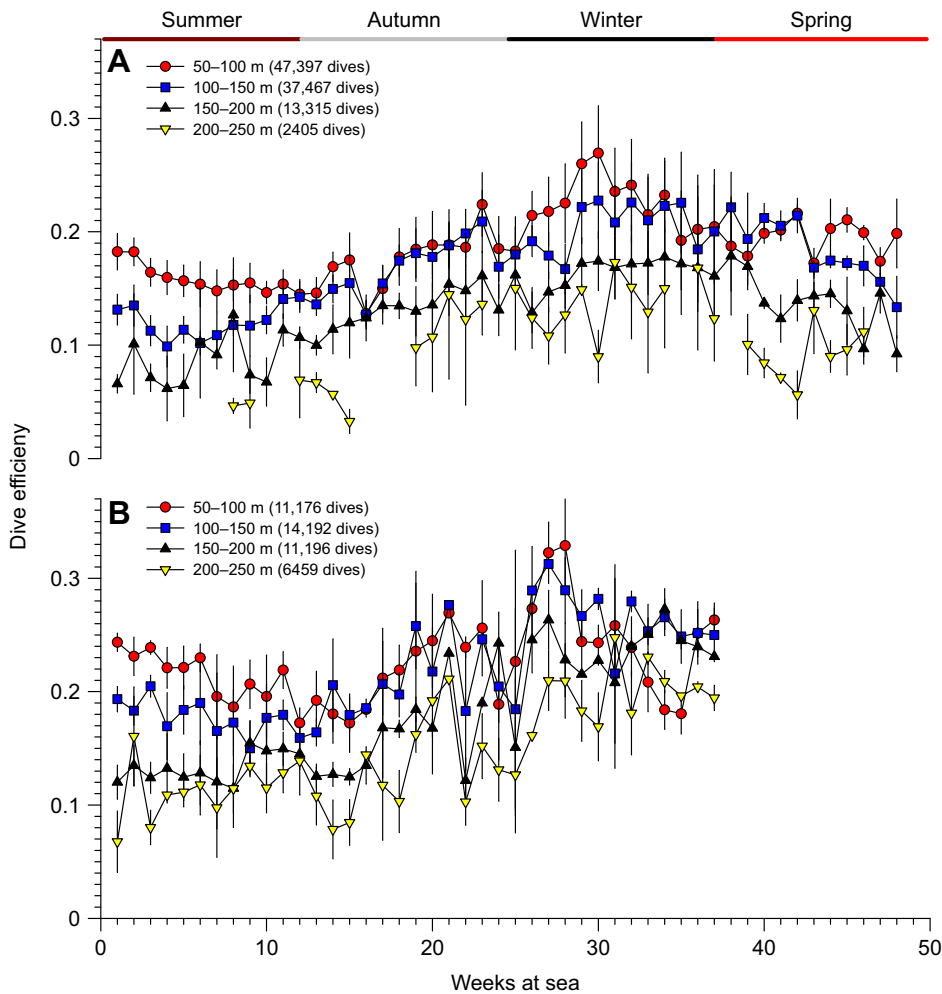 Summer Autumn Winter Spring
A
50–100 m (47,397 dives)
100–150 m (37,467 dives)
150–200 m (13,315 dives)
200–250 m (2405 dives)
0.3
0.2
0.1
0
Dive efficieny
B
50–100 m (11,176 dives)
100–150 m (14,192 dives)
150–200 m (11,196 dives)
200–250 m (6459 dives)
0.3
0.2
0.1
0
0 10 20 30 40 50
Weeks at sea